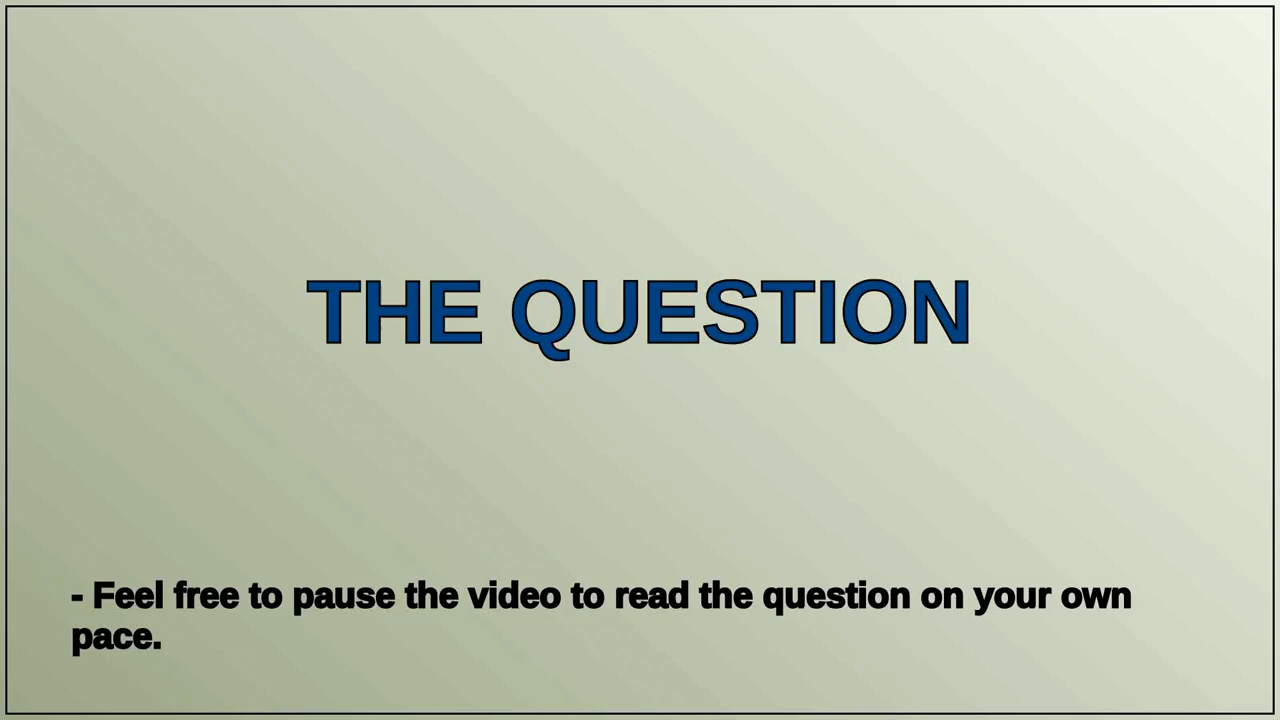 THE QUESTION
- Feel free to pause the video to read the question on your own
pace.